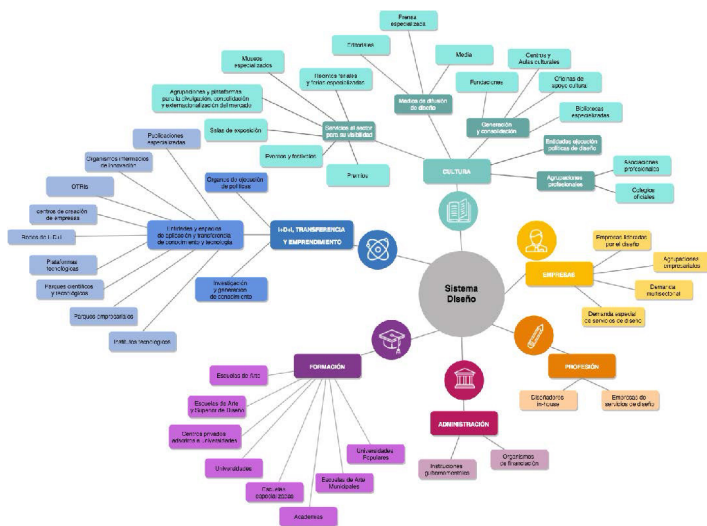 Prensa
especializada
Editoriales
Media
Medios de difusión de
diseño
Centros y
Aulas culturales
Fundaciones
Oficinas de
apoyo cultura
Generación
y consolidación
Bibliotecas
especializadas
Museos
especializados
Recintos feriales
y ferias especializadas
Agrupaciones y plataformas
para la divulgación, consolidación
y externalización del mercado
Servicios al sector
para su visibilidad
Salas de exposición
Eventos y festivales
Premios
Entidades ejecución
políticas de diseño
CULTURA
Agrupaciones
profesionales
Asociaciones
profesionales
Colegios
oficiales
Publicaciones
especializadas
Organismos intermedios
de innovación
OTRIs
centros de creación
de empresas
Redes de I+D+i
Plataformas
tecnológicas
Parques científicos
y tecnológicos
Parques empresariales
Institutos tecnológicos
Entidades y espacios
de aplicación y transferencia
de conocimiento y tecnología
Órganos de ejecución
de políticas
I+D+I, TRANSFERENCIA
Y EMPRENDIMIENTO
Investigación
y generación
de conocimiento
Sistema
Diseño
EMPRESAS
Empresas lideradas
por el diseño
Agrupaciones
empresariales
Demanda
multisectorial
Demanda especial
de servicios de diseño
PROFESIÓN
Diseñadores
in-house
Empresas de
servicios de diseño
ADMINISTRACIÓN
Instituciones
gubernamentales
Organismos
de financiación
FORMACIÓN
Escuelas de Arte
Escuelas de Arte
y Superior de Diseño
Centros privados
adscritos a universidades
Universidades
Escuelas
especializadas
Academias
Escuelas de Arte
Municipales
Universidades
Populares